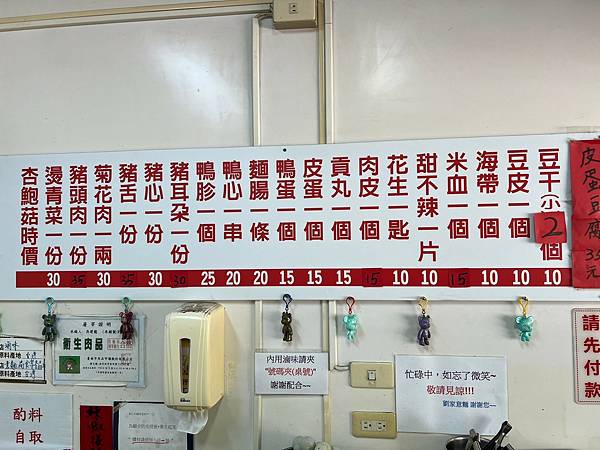 豆干 2 個 10
豆皮一個 10
海帶一個 10
米血一個 15
甜不辣一片 10
花生一匙 10
肉皮一個 15
貢丸一個 15
皮蛋一個 15
鴨蛋一個 15
麵腸一條 20
鴨心一串 20
鴨胗一個 25
豬耳朵一份 30
豬心一份 30
豬舌一份 35
菊花肉一兩 30
豬頭肉一份 35
燙青菜一份 30
杏鮑菇時價
皮蛋豆腐 35元
請先付款
衛生肉品
酌料
自取
內用滷味請夾
"號碼夾(桌號)"
謝謝配合~~
忙碌中，如忘了微笑~
敬請見諒!!!
劉家意麵 謝謝您~~